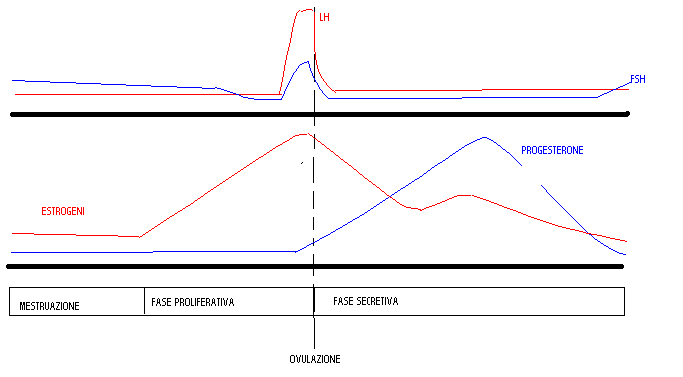 LH
FSH
PROGESTERONE
ESTROGENI
MESTRUAZIONE
FASE PROLIFERATIVA
FASE SECRETIVA
OVULAZIONE